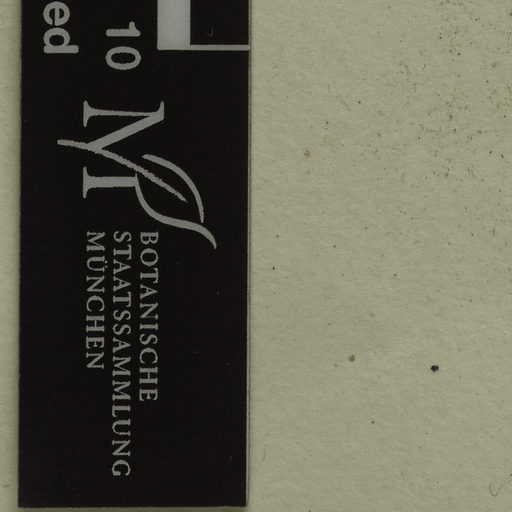 10
ed
BOTANISCHE
STAATSSAMMLUNG
MÜNCHEN